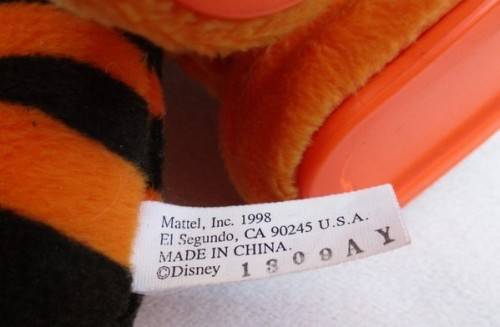 Mattel, Inc. 1998
El Segundo, CA 90245 U.S.A.
MADE IN CHINA.
©Disney 1309AY